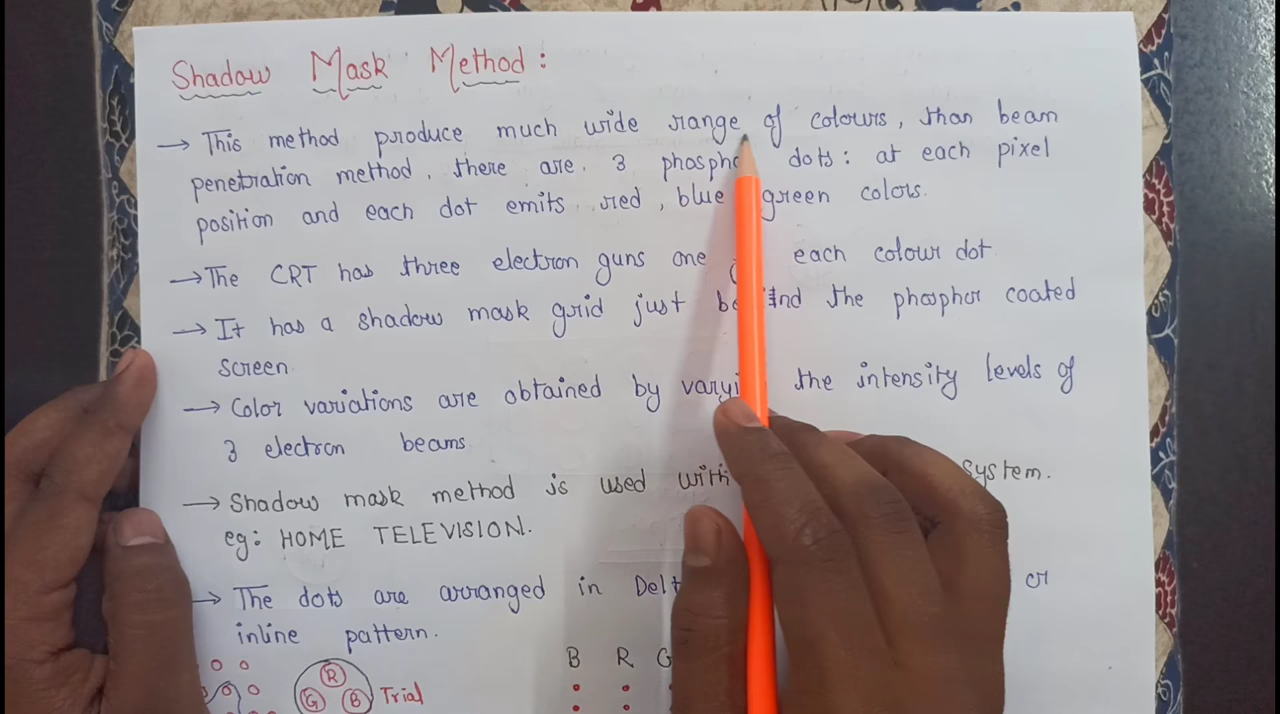 Shadow Mask Method :
→ This method produce much wide range of colours, than beam
penetration method. there are 3 phospho dots: at each pixel
position and each dot emits red, blue green colors.
→ The CRT has three electron guns one each colour dot
→ It has a shadow mask grid just behind the phosphor coated
screen
→ Color variations are obtained by varyi the intensity levels of
3 electron beams
→ Shadow mask method is used with System.
eg: HOME TELEVISION.
→ The dots are arranged in Delt or
inline pattern.
B R G
R
G B Trial